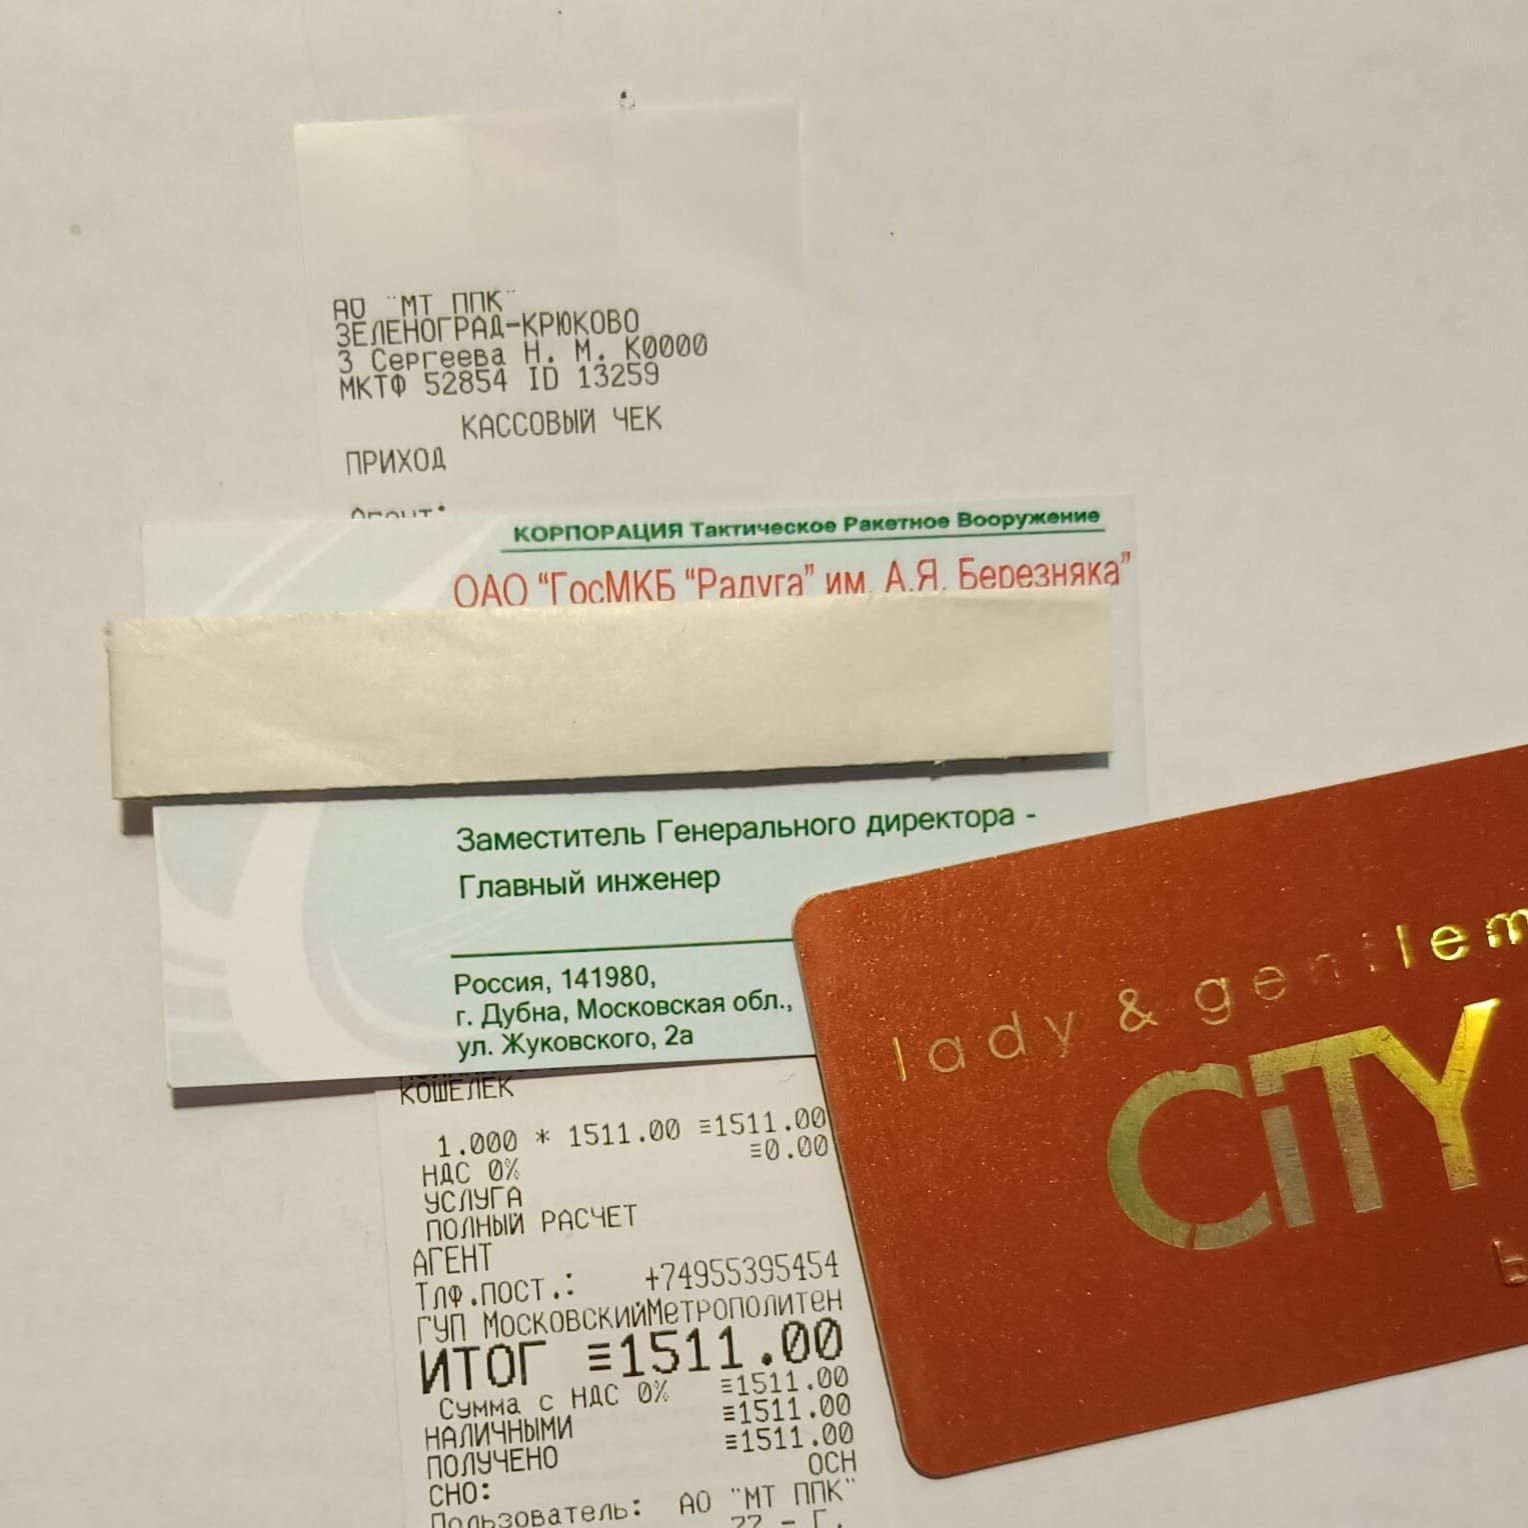 АО "МТ ППК"
ЗЕЛЕНОГРАД-КРЮКОВО
3 Сергеева Н. М. К0000
МКТФ 52854 ID 13259
КАССОВЫЙ ЧЕК
ПРИХОД
Агент:
КОРПОРАЦИЯ Тактическое Ракетное Вооружение
ОАО “ГосМКБ “Радуга” им. А.Я. Березняка”
Заместитель Генерального директора -
Главный инженер
Россия, 141980,
г. Дубна, Московская обл.,
ул. Жуковского, 2а
КОШЕЛЕК
1.000 * 1511.00 ≡1511.00
НДС 0% ≡0.00
УСЛУГА
ПОЛНЫЙ РАСЧЕТ
АГЕНТ
Тлф.пост.: +74955395454
ГУП МосковскийМетрополитен
ИТОГ ≡1511.00
Сумма с НДС 0% ≡1511.00
НАЛИЧНЫМИ ≡1511.00
ПОЛУЧЕНО ≡1511.00
СНО: ОСН
Пользователь: АО "МТ ППК"
lady & gentlem
CiTY